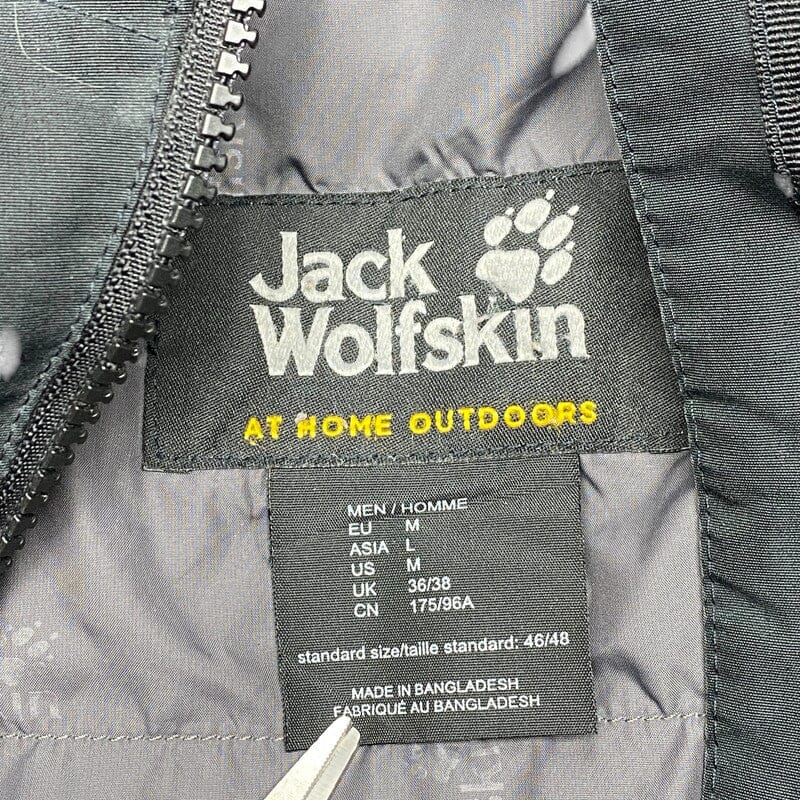 Jack
Wolfskin
AT HOME OUTDOORS
MEN / HOMME
EU M
ASIA L
US M
UK 36/38
CN 175/96A
standard size/taille standard: 46/48
MADE IN BANGLADESH
FABRIQUÉ AU BANGLADESH